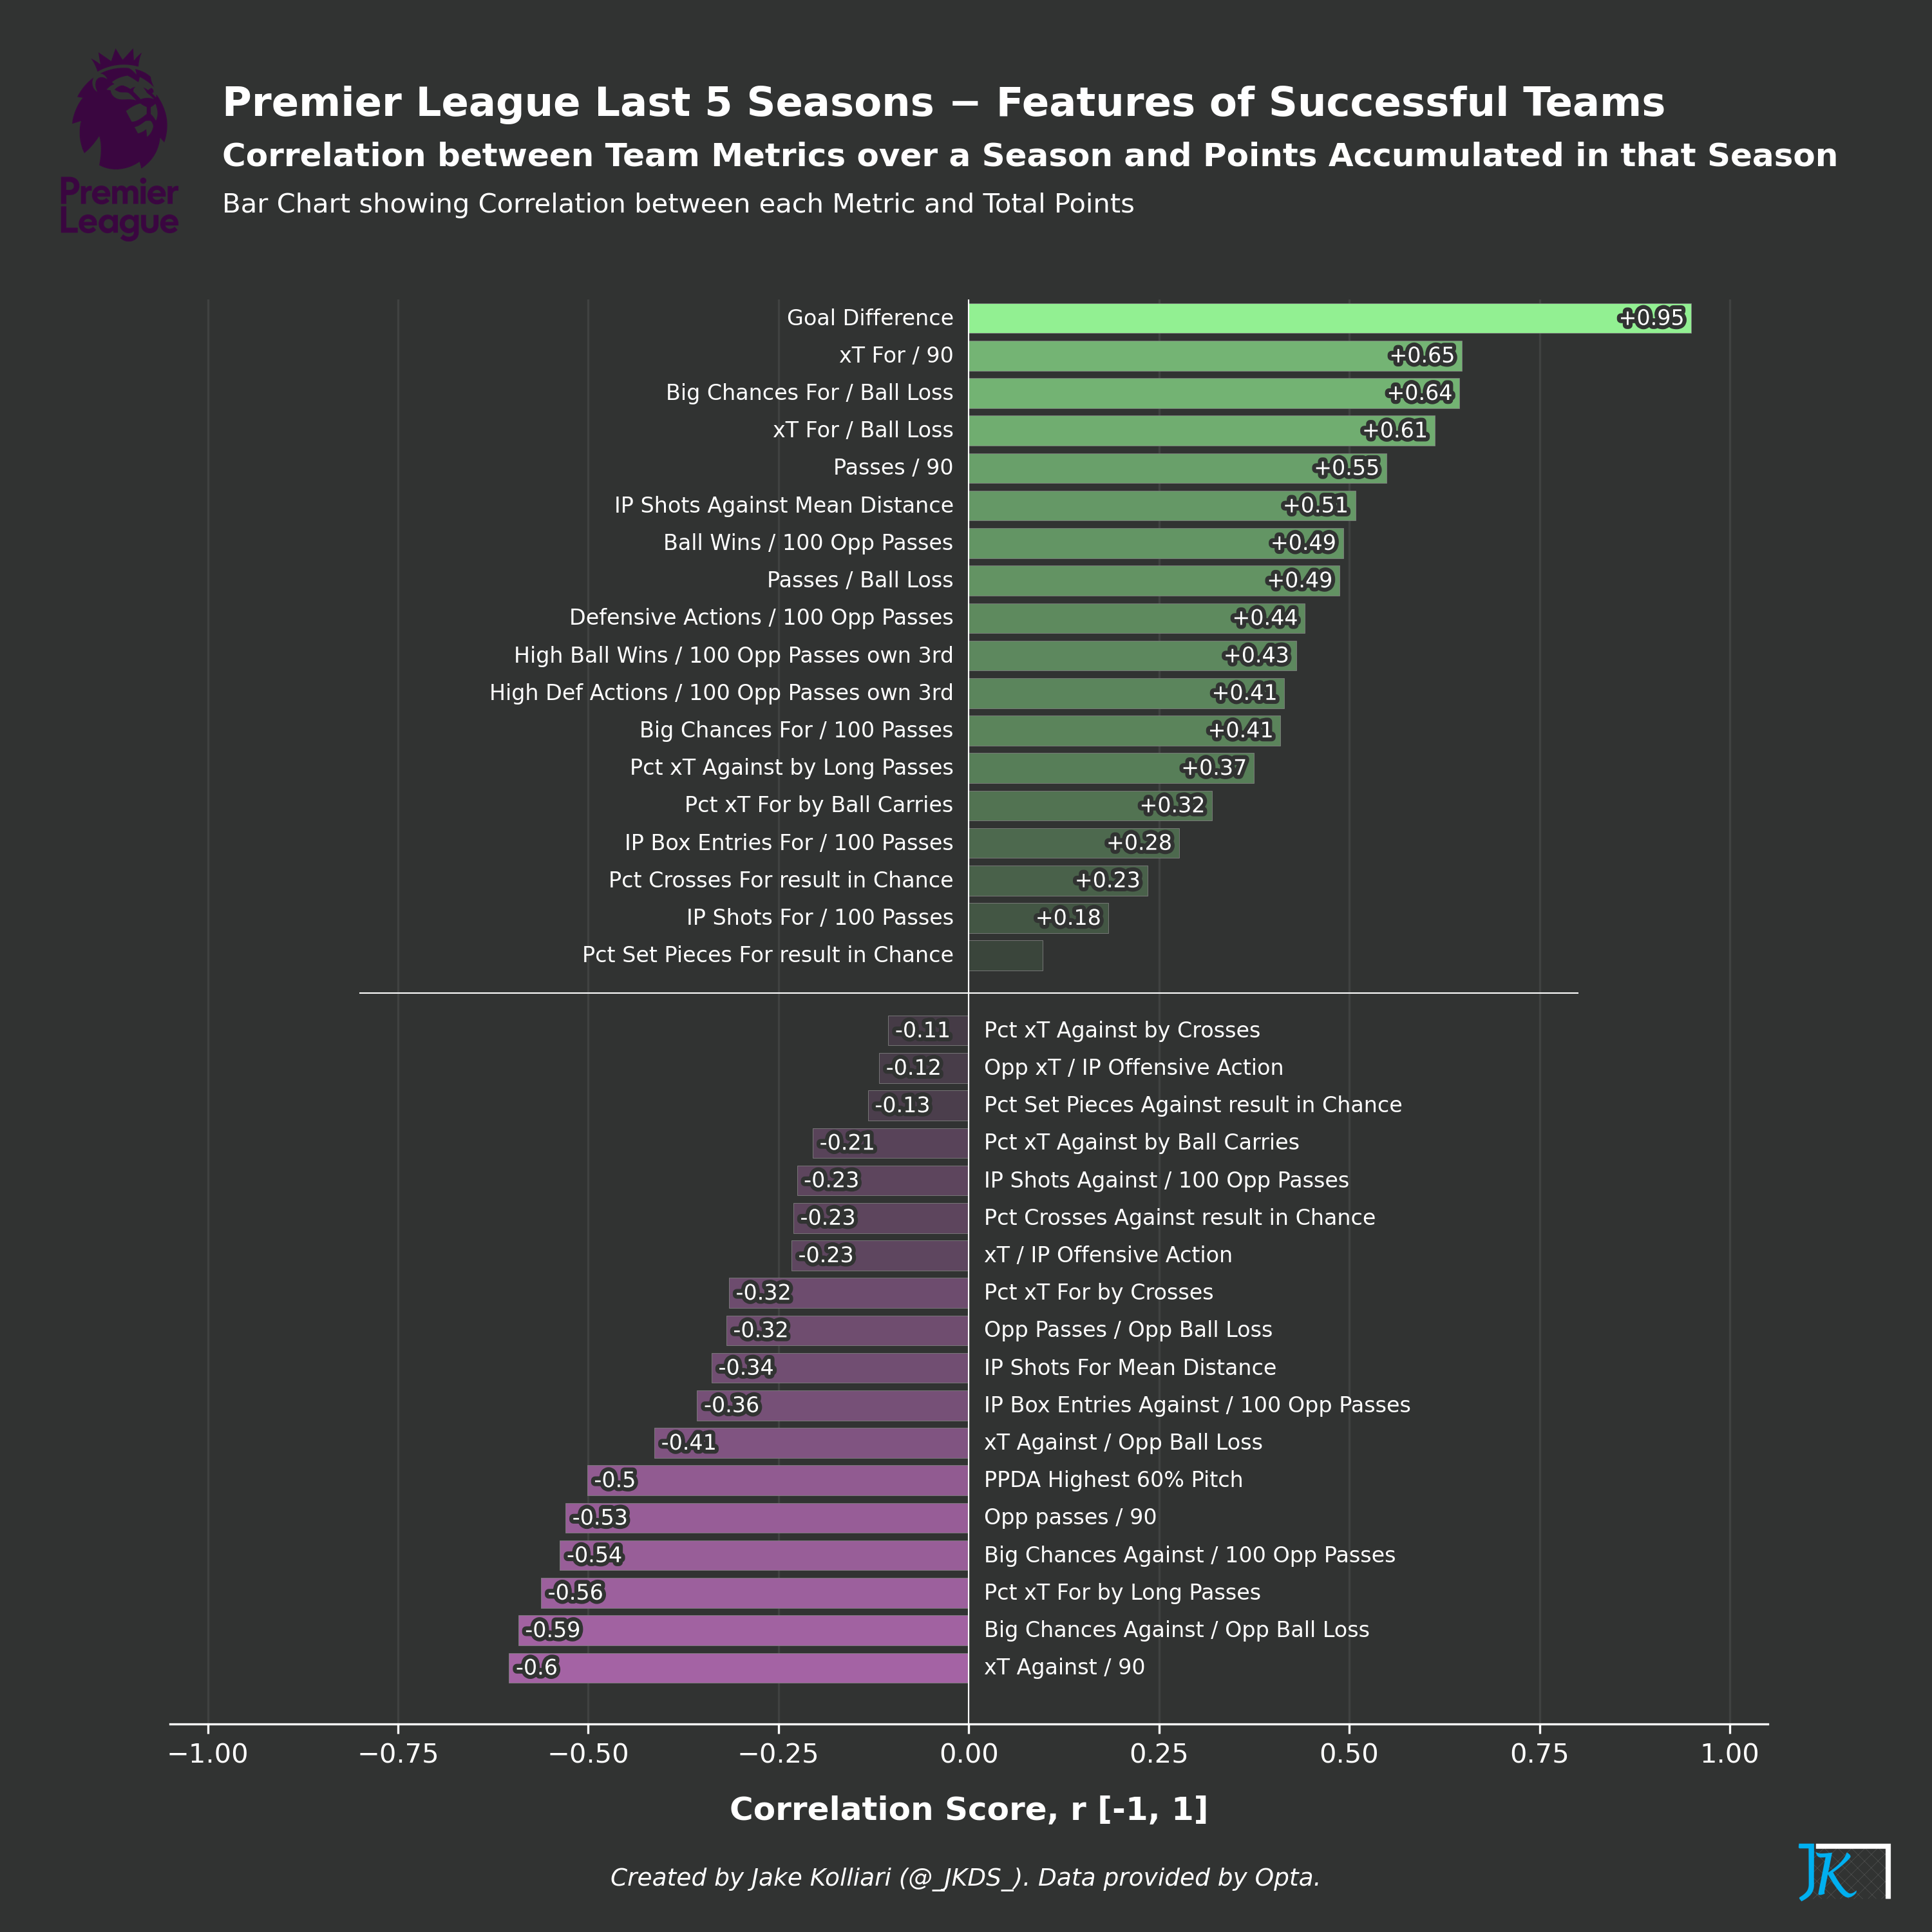 Premier League Last 5 Seasons − Features of Successful Teams
Correlation between Team Metrics over a Season and Points Accumulated in that Season
Bar Chart showing Correlation between each Metric and Total Points
Premier
League
Goal Difference +0.95
xT For / 90 +0.65
Big Chances For / Ball Loss +0.64
xT For / Ball Loss +0.61
Passes / 90 +0.55
IP Shots Against Mean Distance +0.51
Ball Wins / 100 Opp Passes +0.49
Passes / Ball Loss +0.49
Defensive Actions / 100 Opp Passes +0.44
High Ball Wins / 100 Opp Passes own 3rd +0.43
High Def Actions / 100 Opp Passes own 3rd +0.41
Big Chances For / 100 Passes +0.41
Pct xT Against by Long Passes +0.37
Pct xT For by Ball Carries +0.32
IP Box Entries For / 100 Passes +0.28
Pct Crosses For result in Chance +0.23
IP Shots For / 100 Passes +0.18
Pct Set Pieces For result in Chance
-0.11 Pct xT Against by Crosses
-0.12 Opp xT / IP Offensive Action
-0.13 Pct Set Pieces Against result in Chance
-0.21 Pct xT Against by Ball Carries
-0.23 IP Shots Against / 100 Opp Passes
-0.23 Pct Crosses Against result in Chance
-0.23 xT / IP Offensive Action
-0.32 Pct xT For by Crosses
-0.32 Opp Passes / Opp Ball Loss
-0.34 IP Shots For Mean Distance
-0.36 IP Box Entries Against / 100 Opp Passes
-0.41 xT Against / Opp Ball Loss
-0.5 PPDA Highest 60% Pitch
-0.53 Opp passes / 90
-0.54 Big Chances Against / 100 Opp Passes
-0.56 Pct xT For by Long Passes
-0.59 Big Chances Against / Opp Ball Loss
-0.6 xT Against / 90
−1.00 −0.75 −0.50 −0.25 0.00 0.25 0.50 0.75 1.00
Correlation Score, r [-1, 1]
Created by Jake Kolliari (@_JKDS_). Data provided by Opta.
JK